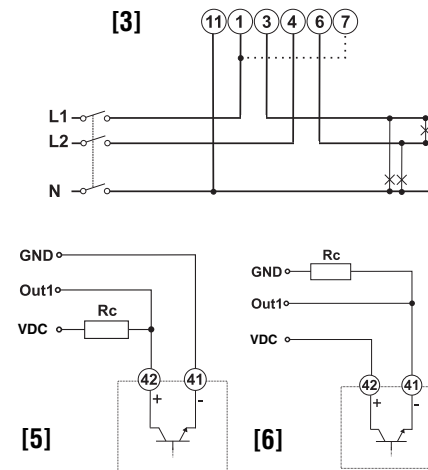 [3]
11 1 3 4 6 7
L1
L2
N
GND
Out1
Rc
VDC
42 41
+ -
[5]
Rc
GND
Out1
VDC
42 41
+ -
[6]